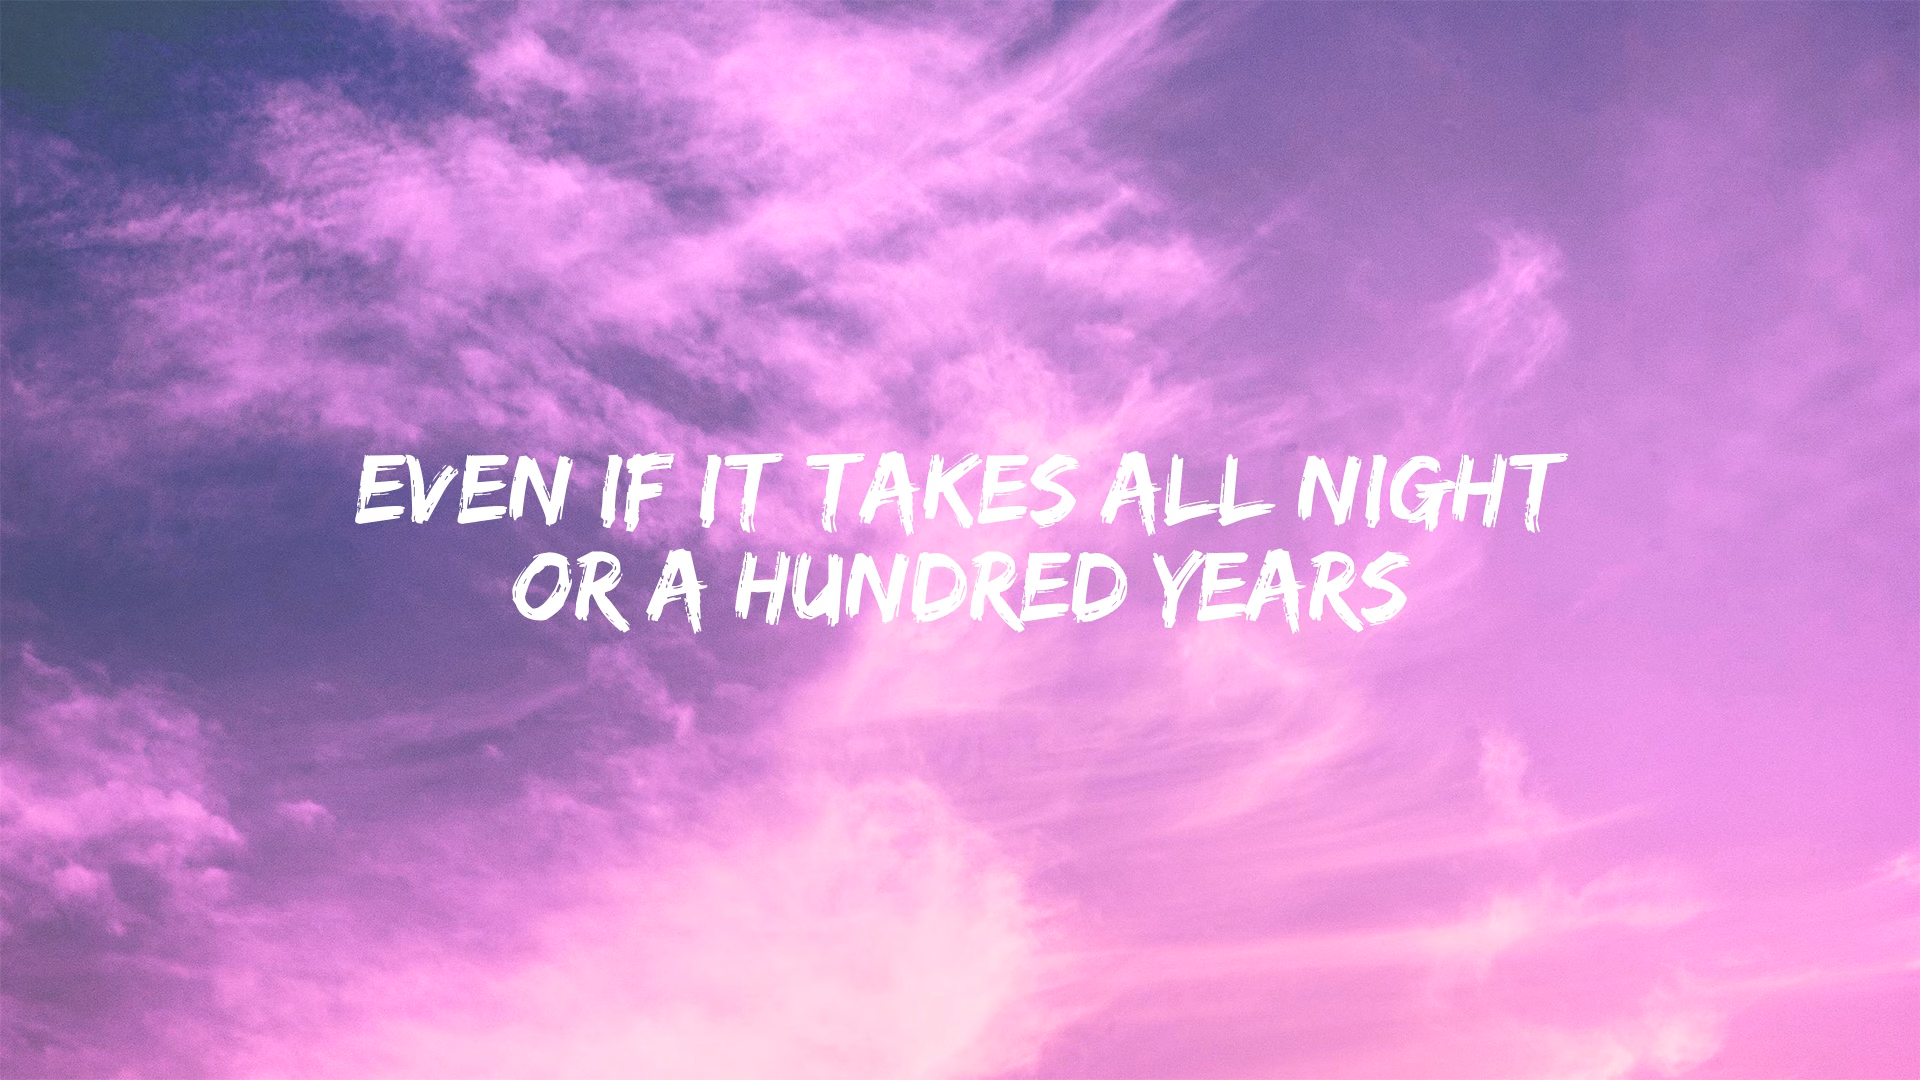 EVEN IF IT TAKES ALL NIGHT
OR A HUNDRED YEARS